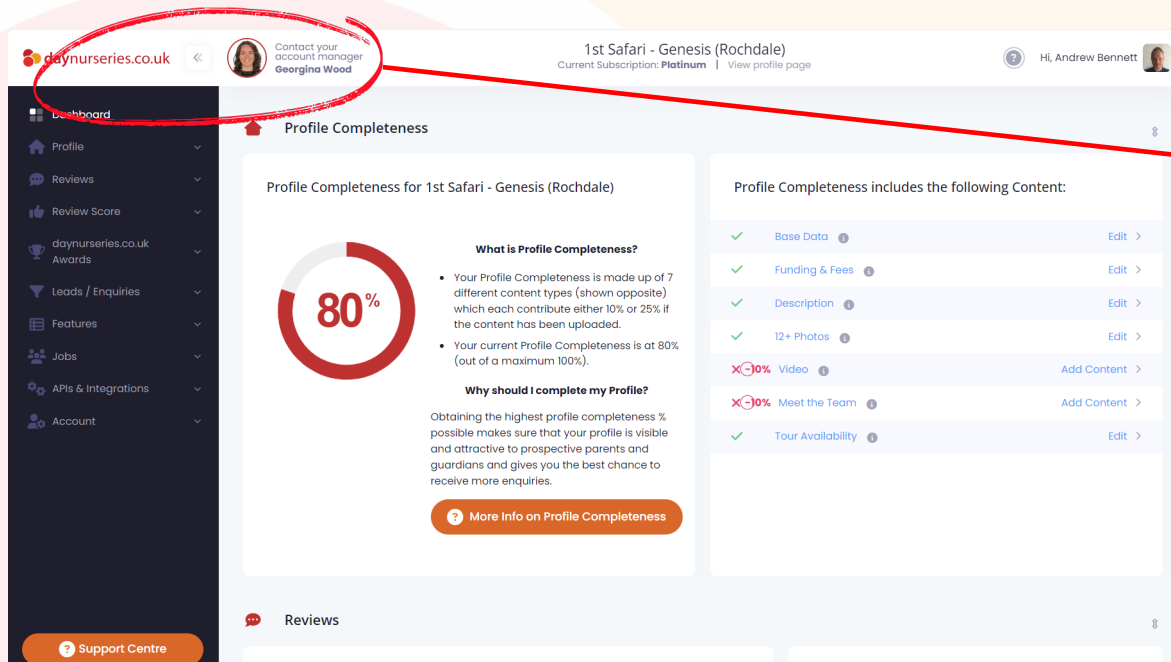 daynurseries.co.uk
«
Contact your
account manager
Georgina Wood
1st Safari - Genesis (Rochdale)
Current Subscription: Platinum | View profile page
?
Hi, Andrew Bennett
Dashboard
Profile
Reviews
Review Score
daynurseries.co.uk
Awards
Leads / Enquiries
Features
Jobs
APIs & Integrations
Account
? Support Centre
Profile Completeness
Profile Completeness for 1st Safari - Genesis (Rochdale)
80%
What is Profile Completeness?
• Your Profile Completeness is made up of 7
different content types (shown opposite)
which each contribute either 10% or 25% if
the content has been uploaded.
• Your current Profile Completeness is at 80%
(out of a maximum 100%).
Why should I complete my Profile?
Obtaining the highest profile completeness %
possible makes sure that your profile is visible
and attractive to prospective parents and
guardians and gives you the best chance to
receive more enquiries.
? More Info on Profile Completeness
Profile Completeness includes the following Content:
Base Data i Edit >
Funding & Fees i Edit >
Description i Edit >
12+ Photos i Edit >
-10% Video i Add Content >
-10% Meet the Team i Add Content >
Tour Availability i Edit >
Reviews